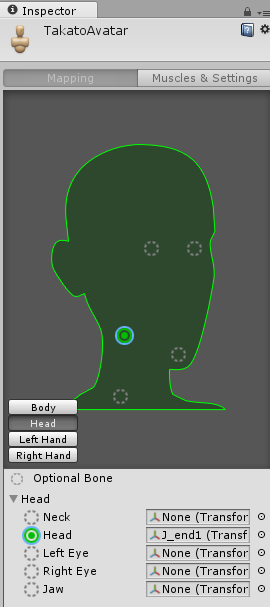 Inspector
TakatoAvatar
Mapping
Muscles & Settings
Body
Head
Left Hand
Right Hand
Optional Bone
Head
Neck None (Transfor
Head J_end1 (Transf
Left Eye None (Transfor
Right Eye None (Transfor
Jaw None (Transfor